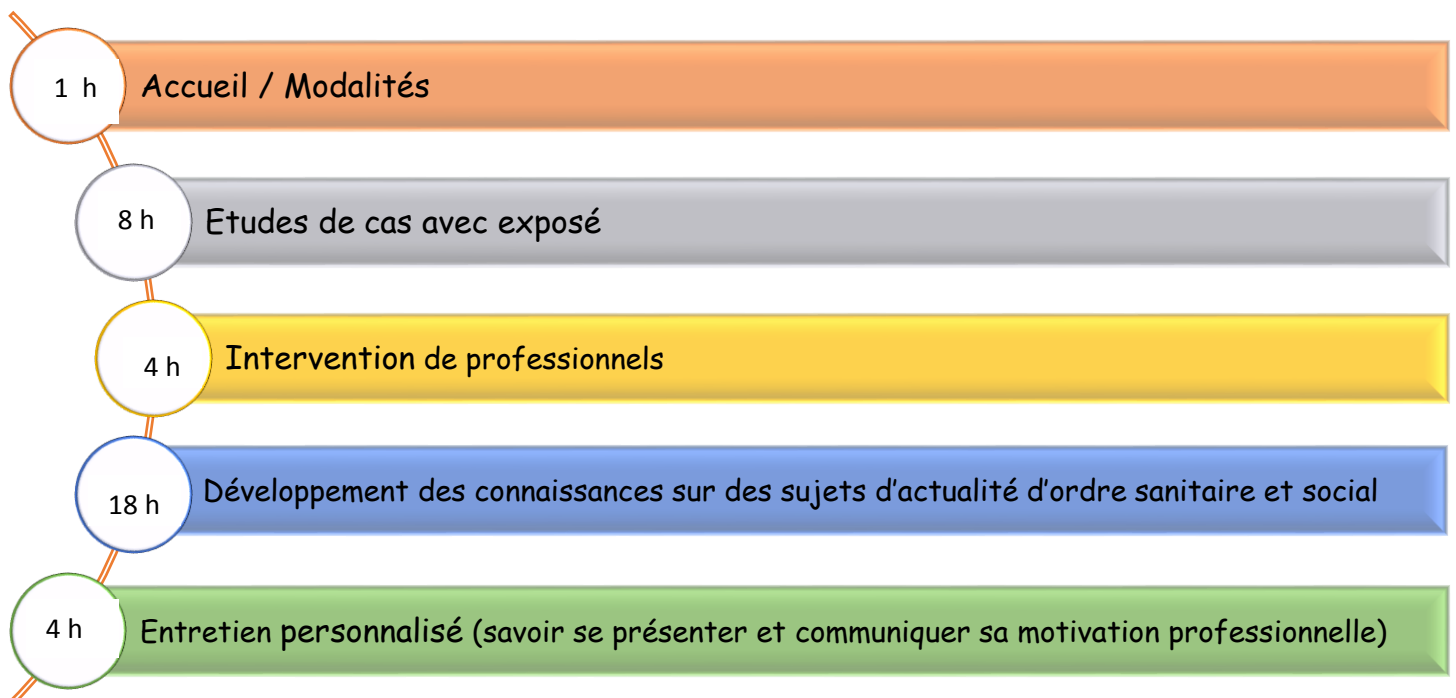 1 h Accueil / Modalités
8 h Etudes de cas avec exposé
4 h Intervention de professionnels
18 h Développement des connaissances sur des sujets d’actualité d’ordre sanitaire et social
4 h Entretien personnalisé (savoir se présenter et communiquer sa motivation professionnelle)